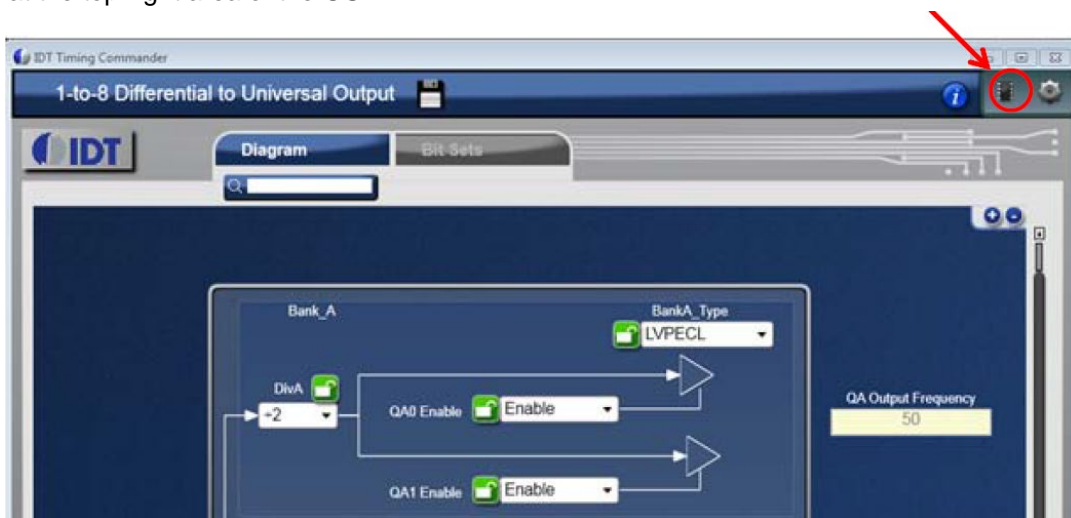 IDT Timing Commander
1-to-8 Differential to Universal Output
i
IDT
Diagram
Bit Sets
Bank_A
BankA_Type
LVPECL
DivA
÷2
QA0 Enable
Enable
QA Output Frequency
50
QA1 Enable
Enable